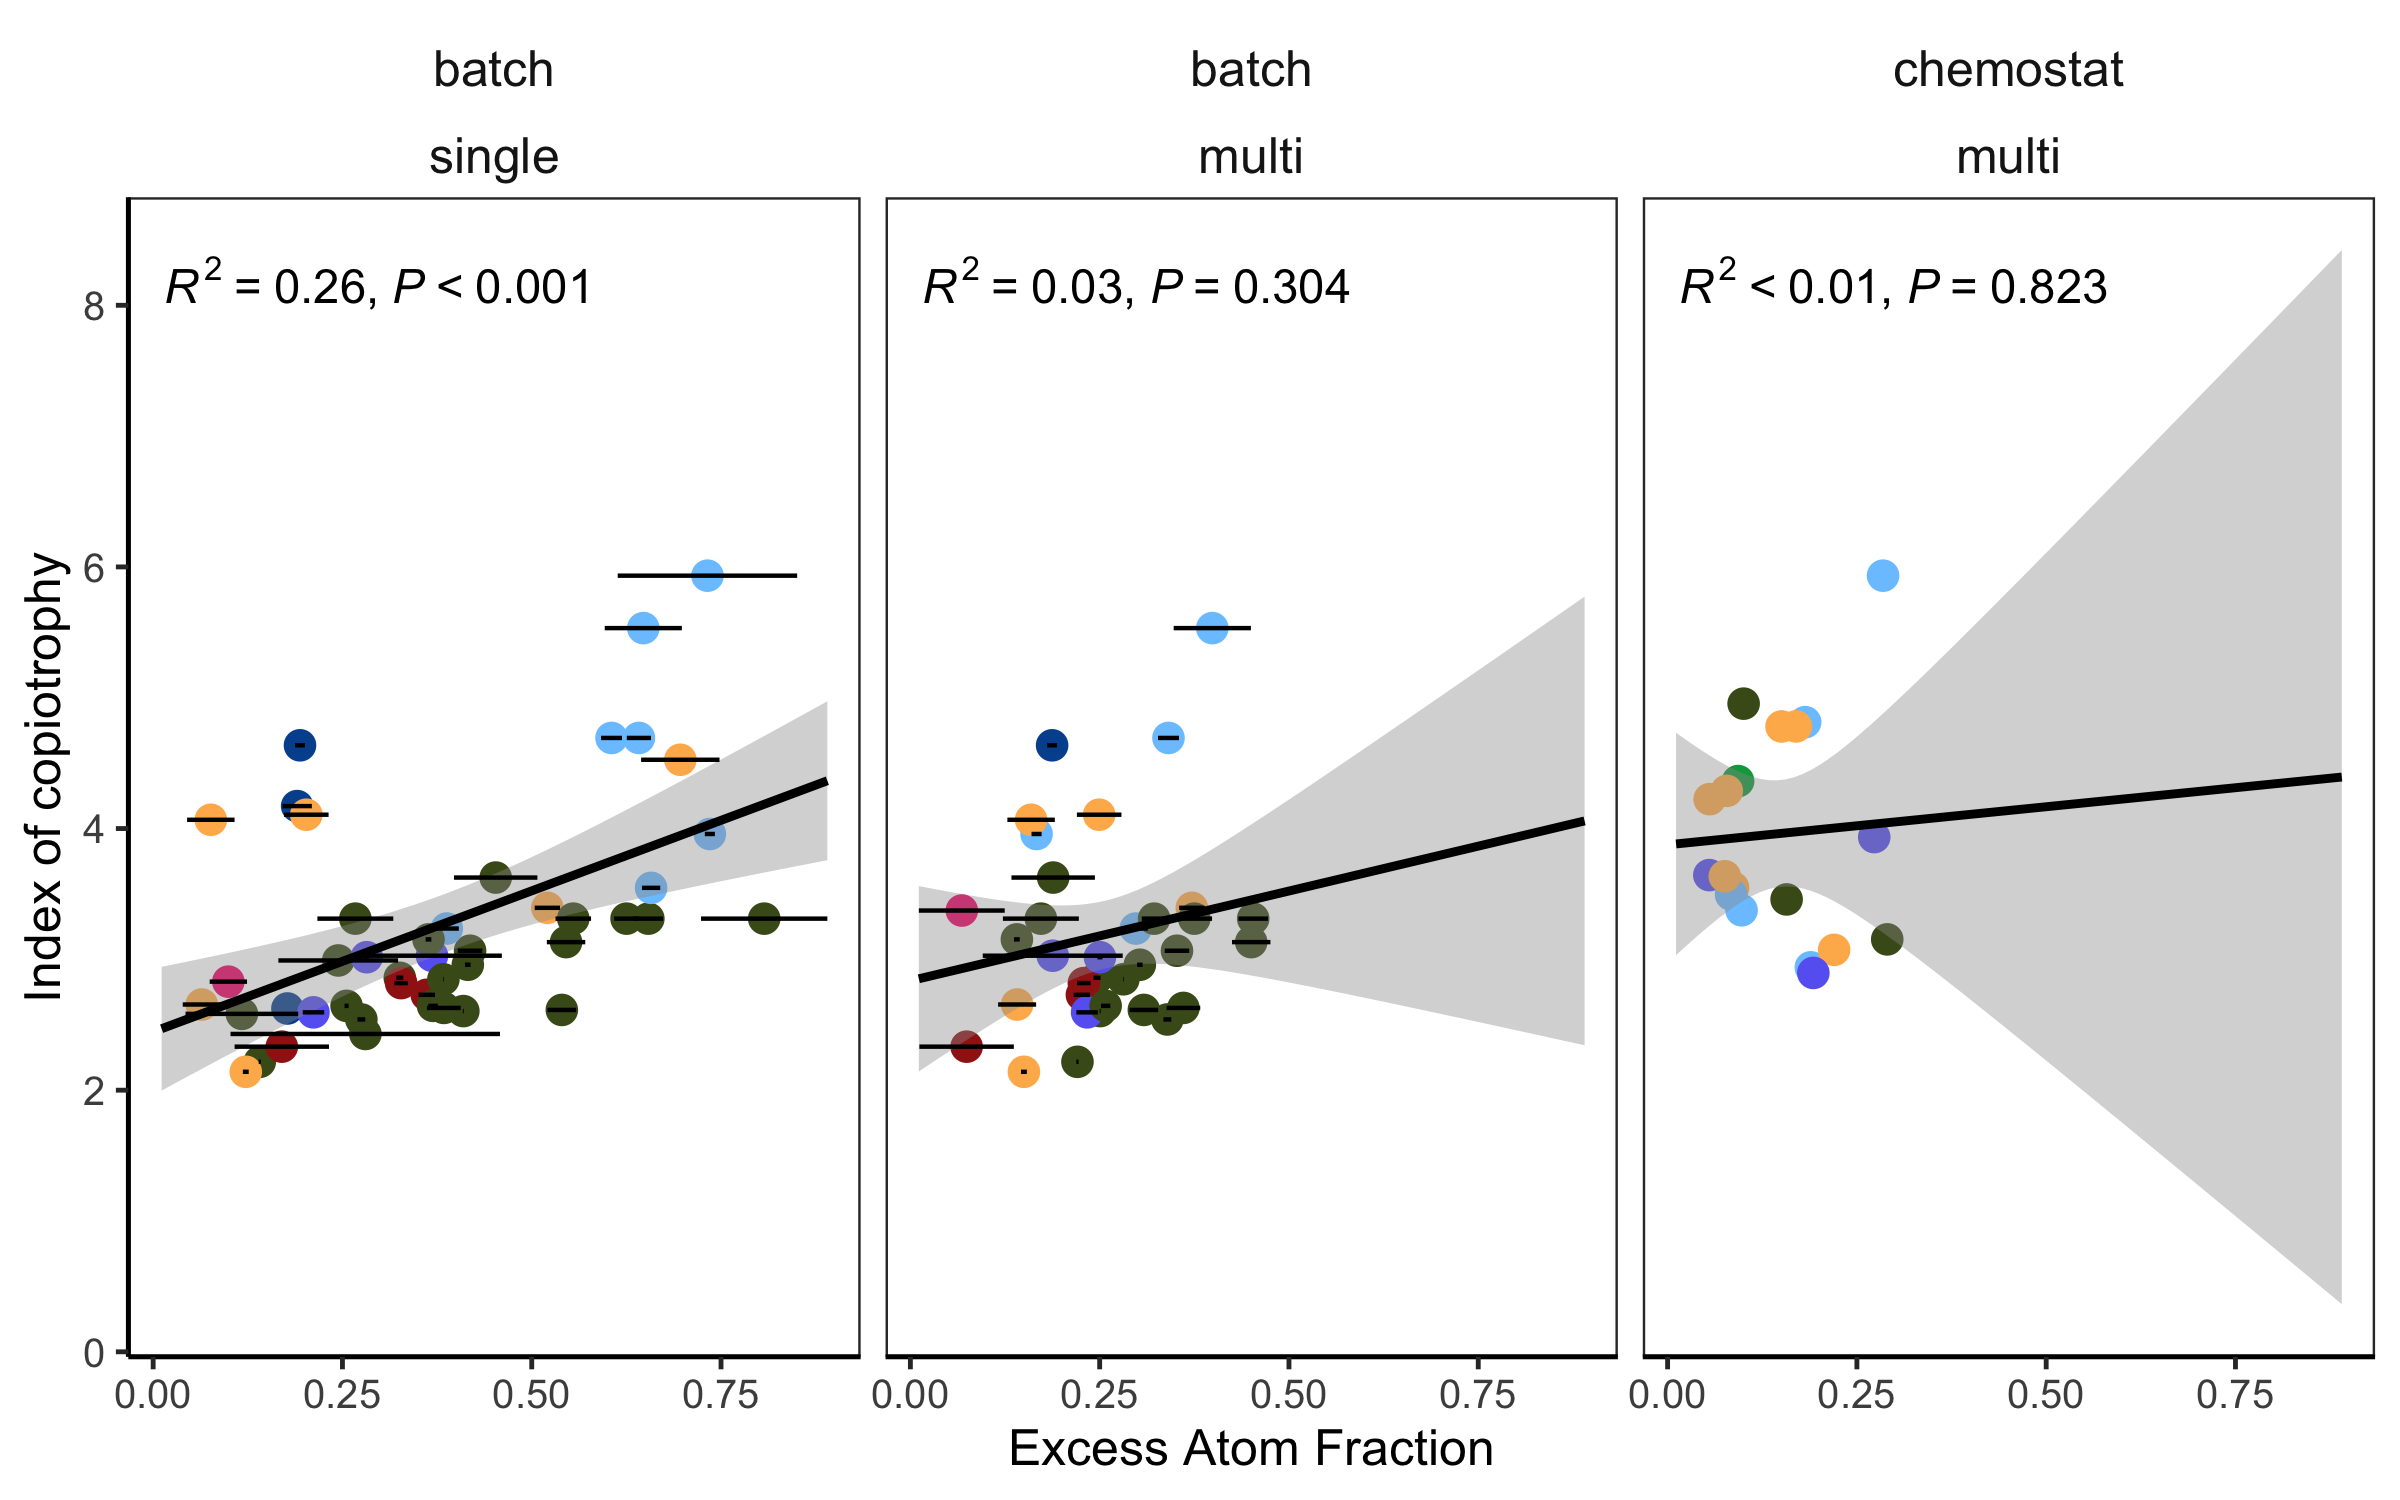 batch
single
batch
multi
chemostat
multi
R2 = 0.26, P < 0.001
R2 = 0.03, P = 0.304
R2 < 0.01, P = 0.823
8
6
4
2
0
Index of copiotrophy
0.00 0.25 0.50 0.75
0.00 0.25 0.50 0.75
0.00 0.25 0.50 0.75
Excess Atom Fraction